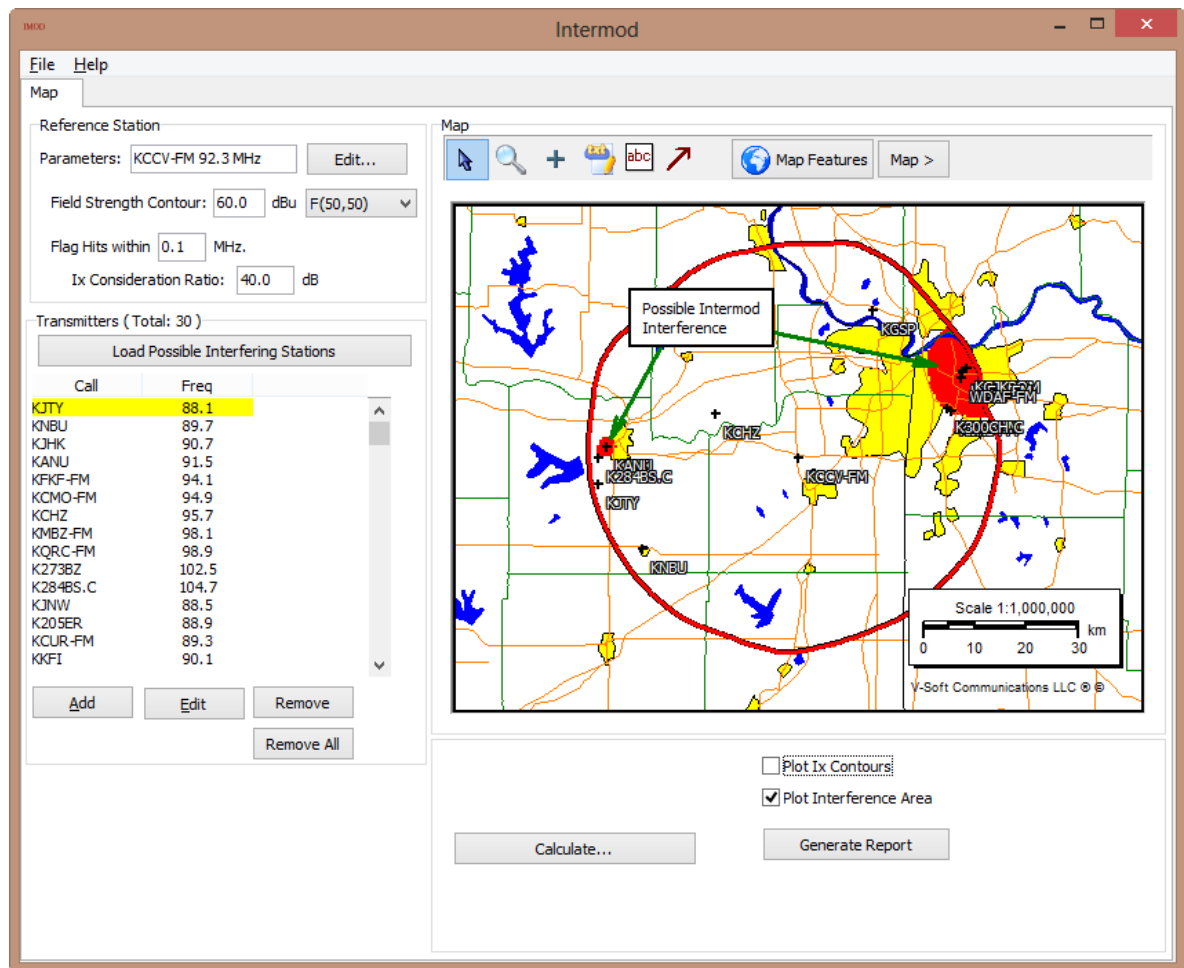 IMOD
Intermod
File Help
Map
Reference Station
Parameters: KCCV-FM 92.3 MHz Edit...
Field Strength Contour: 60.0 dBu F(50,50)
Flag Hits within 0.1 MHz.
Ix Consideration Ratio: 40.0 dB
Transmitters ( Total: 30 )
Load Possible Interfering Stations
Call Freq
KJTY 88.1
KNBU 89.7
KJHK 90.7
KANU 91.5
KFKF-FM 94.1
KCMO-FM 94.9
KCHZ 95.7
KMBZ-FM 98.1
KQRC-FM 98.9
K273BZ 102.5
K284BS.C 104.7
KJNW 88.5
K205ER 88.9
KCUR-FM 89.3
KKFI 90.1
Add Edit Remove
Remove All
Map
abc
Map Features
Map >
Possible Intermod
Interference
KGSP
WDAF-FM
K300CH.C
KCHZ
KANU
K284BS.C
KCCV-FM
KJTY
KNBU
Scale 1:1,000,000
km
0 10 20 30
V-Soft Communications LLC ® ©
Plot Ix Contours
Plot Interference Area
Calculate...
Generate Report